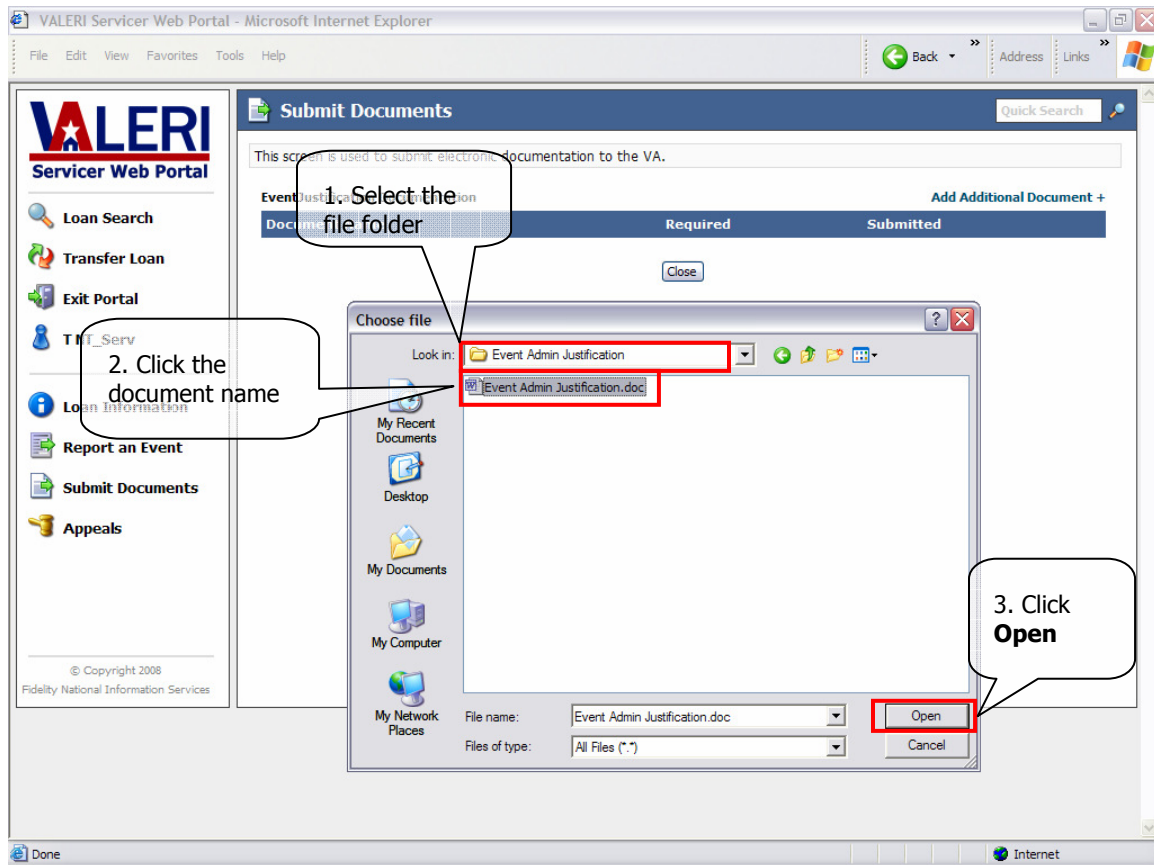 VALERI Servicer Web Portal - Microsoft Internet Explorer
File Edit View Favorites Tools Help
Back
»
Address
Links
»
VALERI
Servicer Web Portal
Loan Search
Transfer Loan
Exit Portal
TNT_Serv
Loan Information
Report an Event
Submit Documents
Appeals
© Copyright 2008
Fidelity National Information Services
Submit Documents
Quick Search
This screen is used to submit electronic documentation to the VA.
Event Justification
Add Additional Document +
Required
Submitted
Close
1. Select the
file folder
2. Click the
document name
Choose file
Look in:
Event Admin Justification
Event Admin Justification.doc
My Recent
Documents
Desktop
My Documents
My Computer
My Network
Places
File name:
Event Admin Justification.doc
Open
Files of type:
All Files (*.*)
Cancel
3. Click
Open
Done
Internet